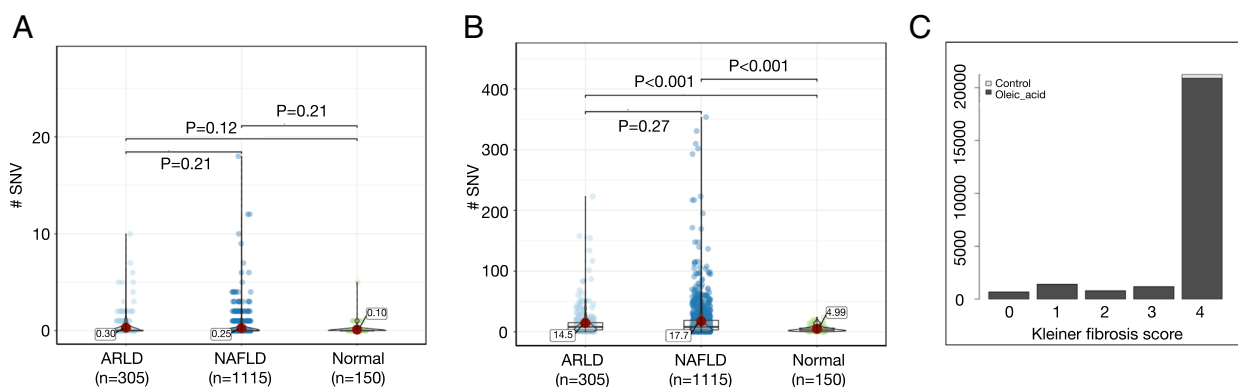 A
# SNV
20
10
0
P=0.21
P=0.12
P=0.21
0.30
0.25
0.10
ARLD
(n=305)
NAFLD
(n=1115)
Normal
(n=150)
B
# SNV
400
300
200
100
0
P<0.001
P<0.001
P=0.27
14.5
17.7
4.99
ARLD
(n=305)
NAFLD
(n=1115)
Normal
(n=150)
C
20000
15000
10000
5000
0
Control
Oleic_acid
0 1 2 3 4
Kleiner fibrosis score